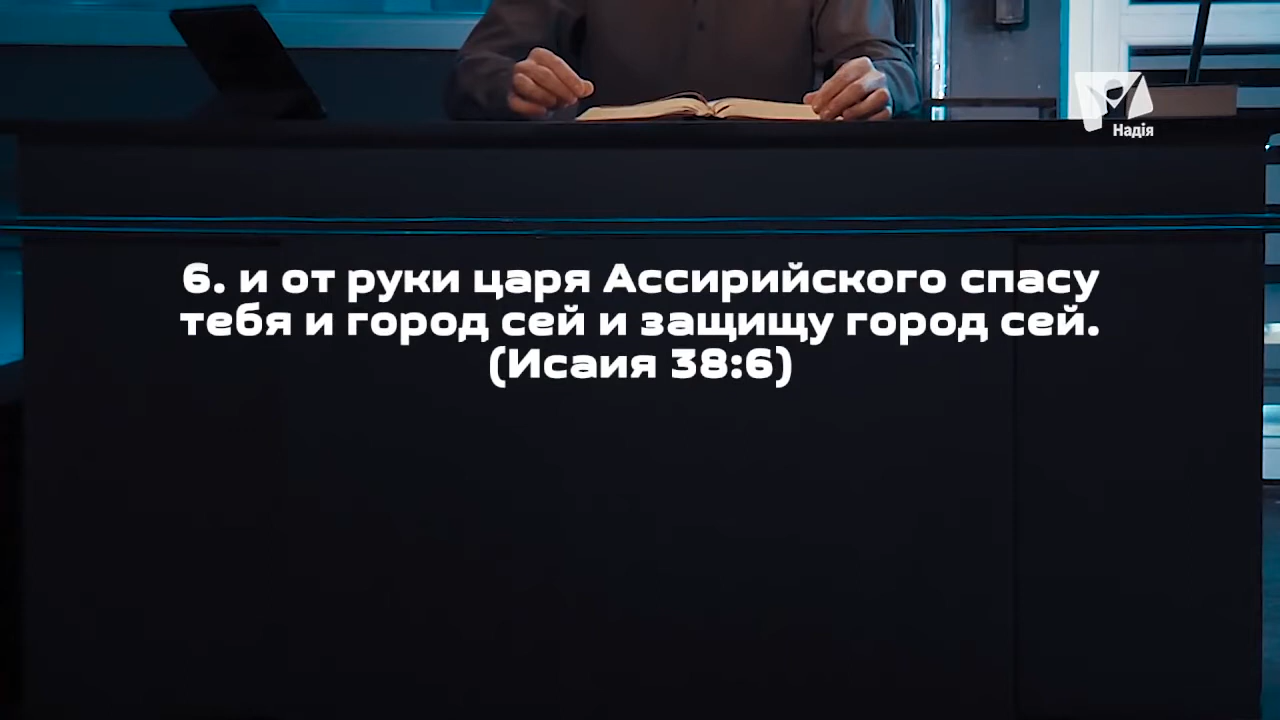 Надія
6. и от руки царя Ассирийского спасу
тебя и город сей и защищу город сей.
(Исаия 38:6)